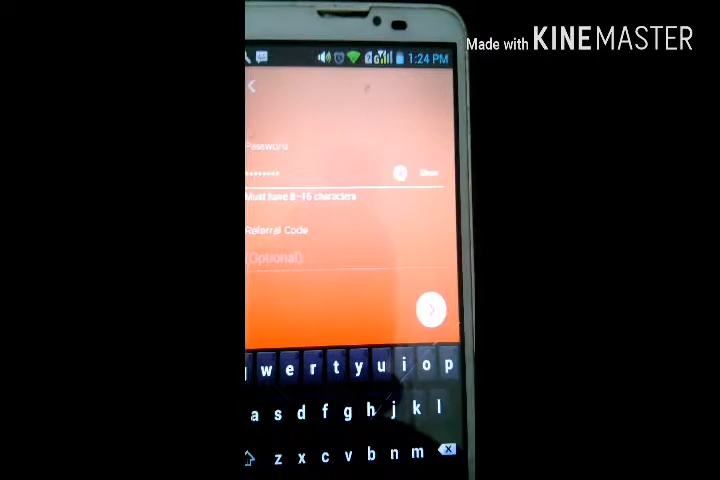 Made with KINEMASTER
1:24 PM
Password
••••••••
Show
Must have 8-16 characters
Referral Code
(Optional)
w e r t y u i o p
a s d f g h j k l
z x c v b n m